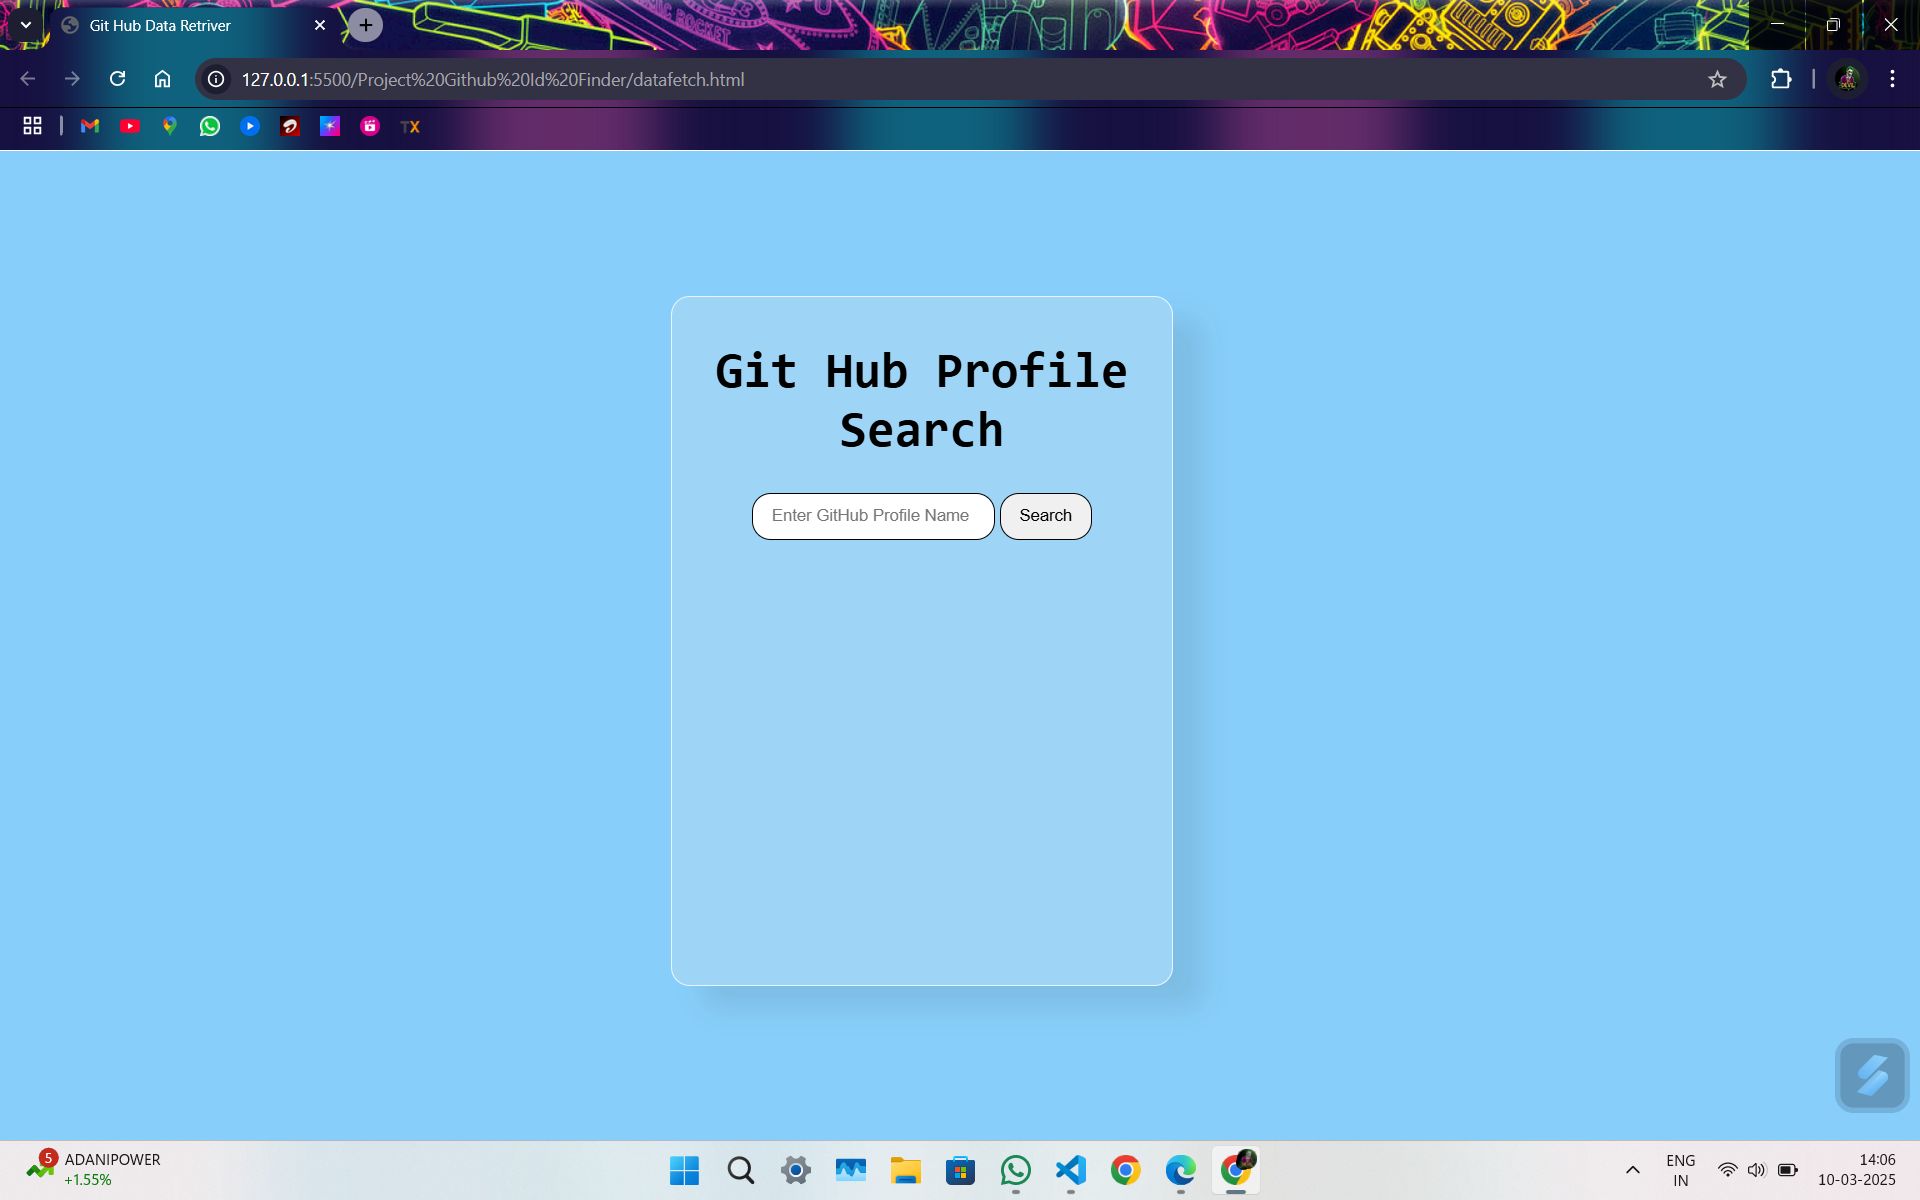 Git Hub Data Retriver
127.0.0.1:5500/Project%20Github%20Id%20Finder/datafetch.html
TX
Git Hub Profile
Search
Enter GitHub Profile Name
Search
5
ADANIPOWER
+1.55%
ENG
IN
14:06
10-03-2025